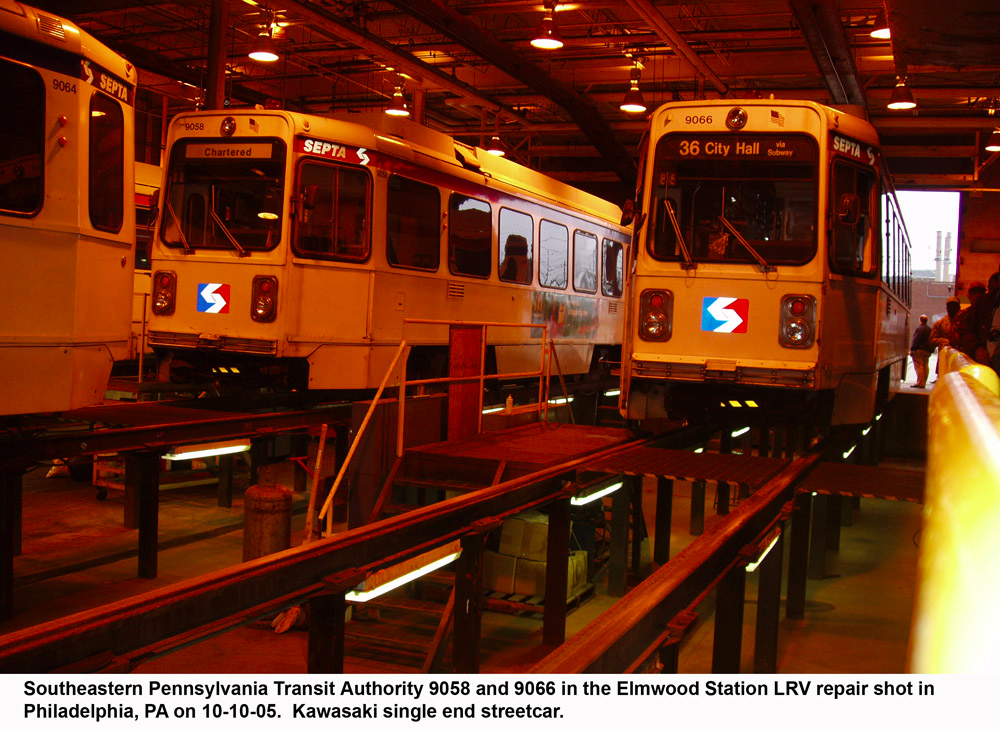 9064
SEPTA
9058
Chartered
SEPTA
9066
36 City Hall via Subway
SEPTA
Southeastern Pennsylvania Transit Authority 9058 and 9066 in the Elmwood Station LRV repair shot in
Philadelphia, PA on 10-10-05. Kawasaki single end streetcar.